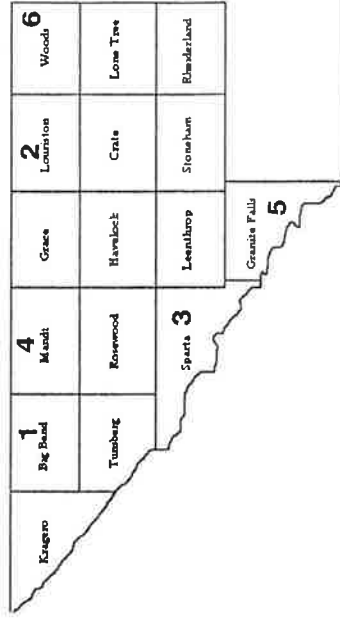 6
Woods
2
Louriston
Grace
4
Mandt
1
Big Bend
Kragero
Lone Tree
Crate
Havelock
Rosewood
Tunsberg
Rheiderland
Stoneham
Leenthrop
Sparta 3
Granite Falls
5